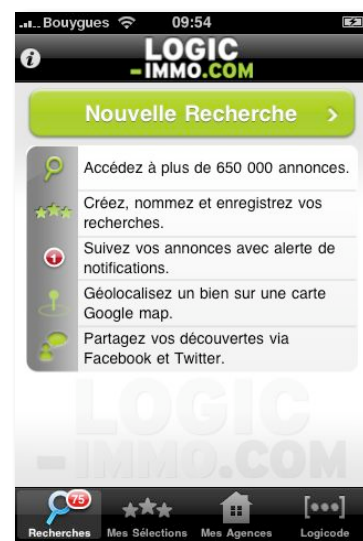 Bouygues 09:54
LOGIC
-IMMO.COM
Nouvelle Recherche
Accédez à plus de 650 000 annonces.
Créez, nommez et enregistrez vos
recherches.
1
Suivez vos annonces avec alerte de
notifications.
Géolocalisez un bien sur une carte
Google map.
Partagez vos découvertes via
Facebook et Twitter.
LOGIC
-IMMO.COM
75
[•••]
Recherches Mes Sélections Mes Agences Logicode